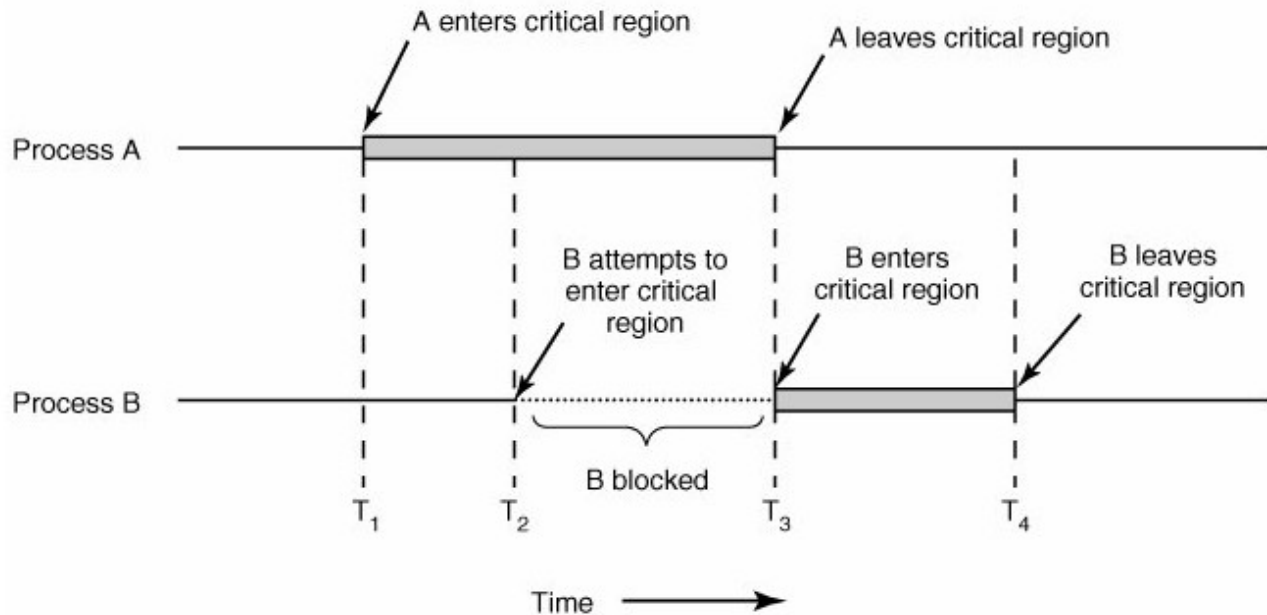 A enters critical region
A leaves critical region
Process A
B attempts to
enter critical
region
B enters
critical region
B leaves
critical region
Process B
B blocked
T₁
T₂
T₃
T₄
Time